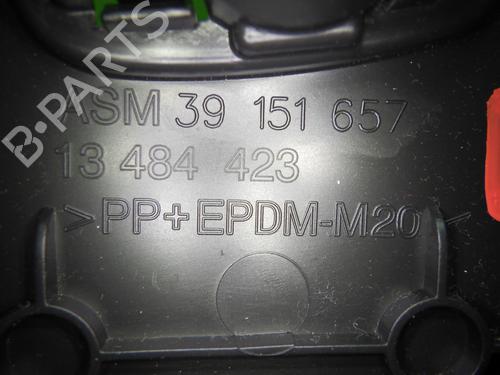 ASM 39 151 657
13 484 423
>PP+EPDM-M20<
B-PARTS